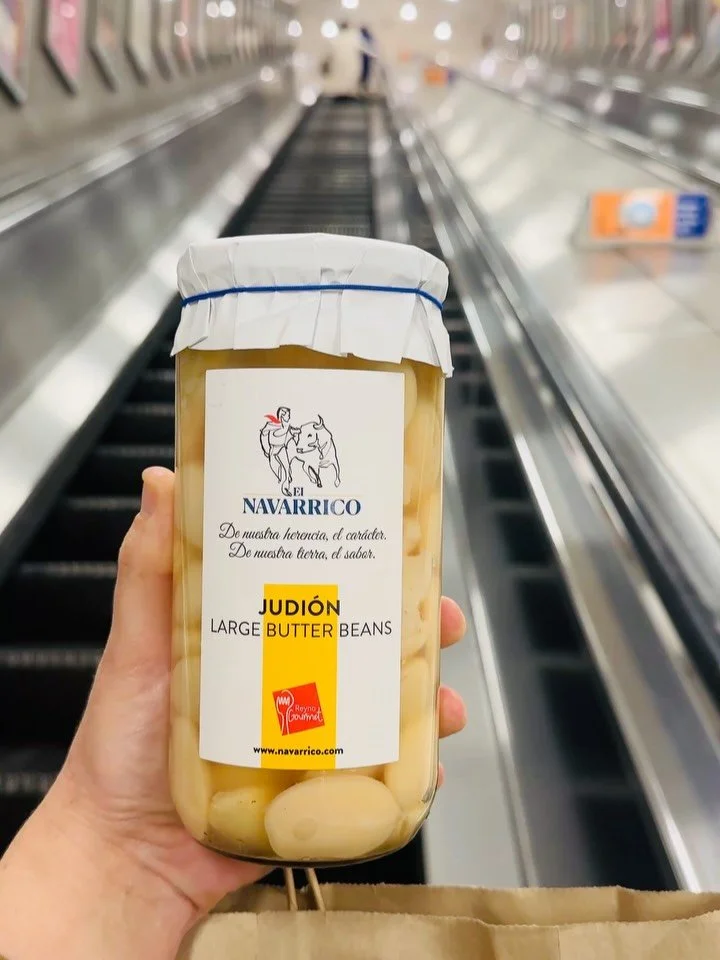 El
NAVARRICO
De nuestra herencia, el carácter.
De nuestra tierra, el sabor.
JUDIÓN
LARGE BUTTER BEANS
Reyno
Gourmet
www.navarrico.com